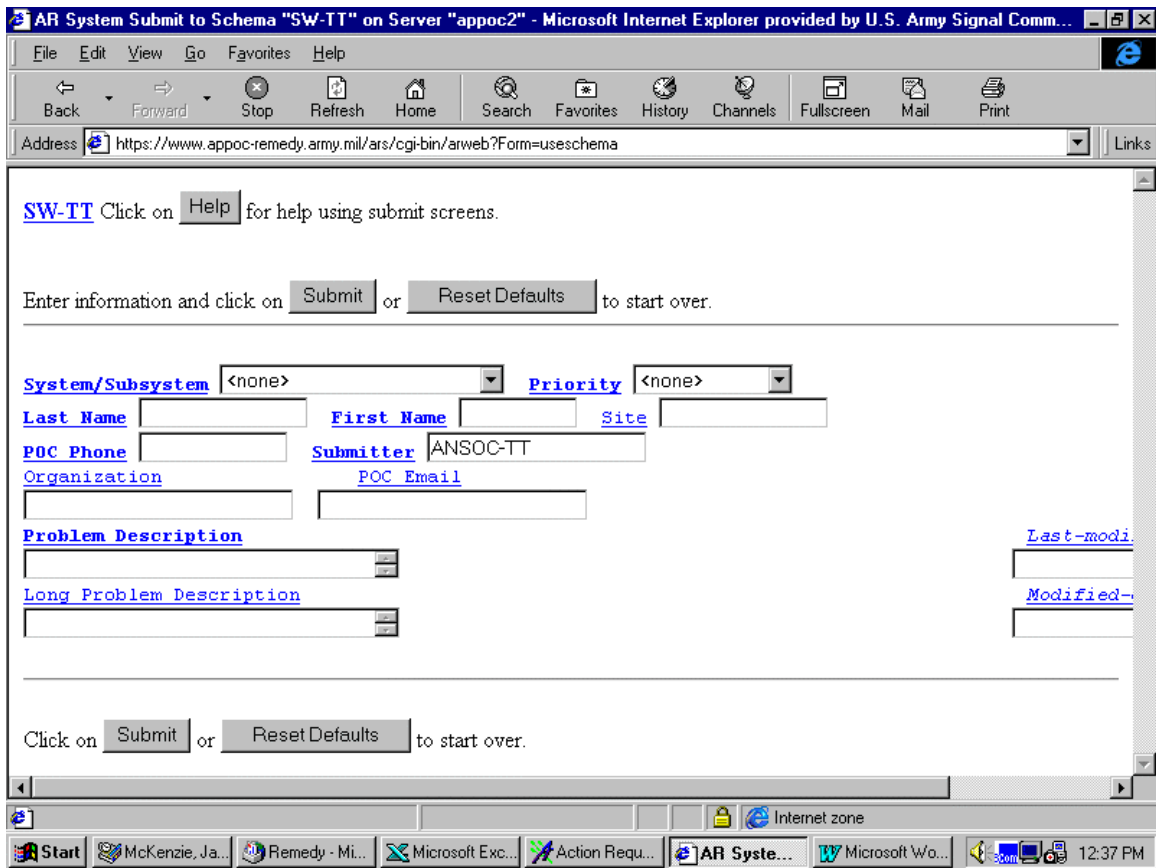 AR System Submit to Schema "SW-TT" on Server "appoc2" - Microsoft Internet Explorer provided by U.S. Army Signal Comm...
File Edit View Go Favorites Help
Back Forward Stop Refresh Home Search Favorites History Channels Fullscreen Mail Print
Address https://www.appoc-remedy.army.mil/ars/cgi-bin/arweb?Form=useschema Links
SW-TT Click on Help for help using submit screens.
Enter information and click on Submit or Reset Defaults to start over.
System/Subsystem <none> Priority <none>
Last Name First Name Site
POC Phone Submitter ANSOC-TT
Organization POC Email
Problem Description Last-modi
Long Problem Description Modified-
Click on Submit or Reset Defaults to start over.
Internet zone
Start McKenzie, Ja... Remedy - Mi... Microsoft Exc... Action Requ... AR Syste... Microsoft Wo... 3Com 12:37 PM